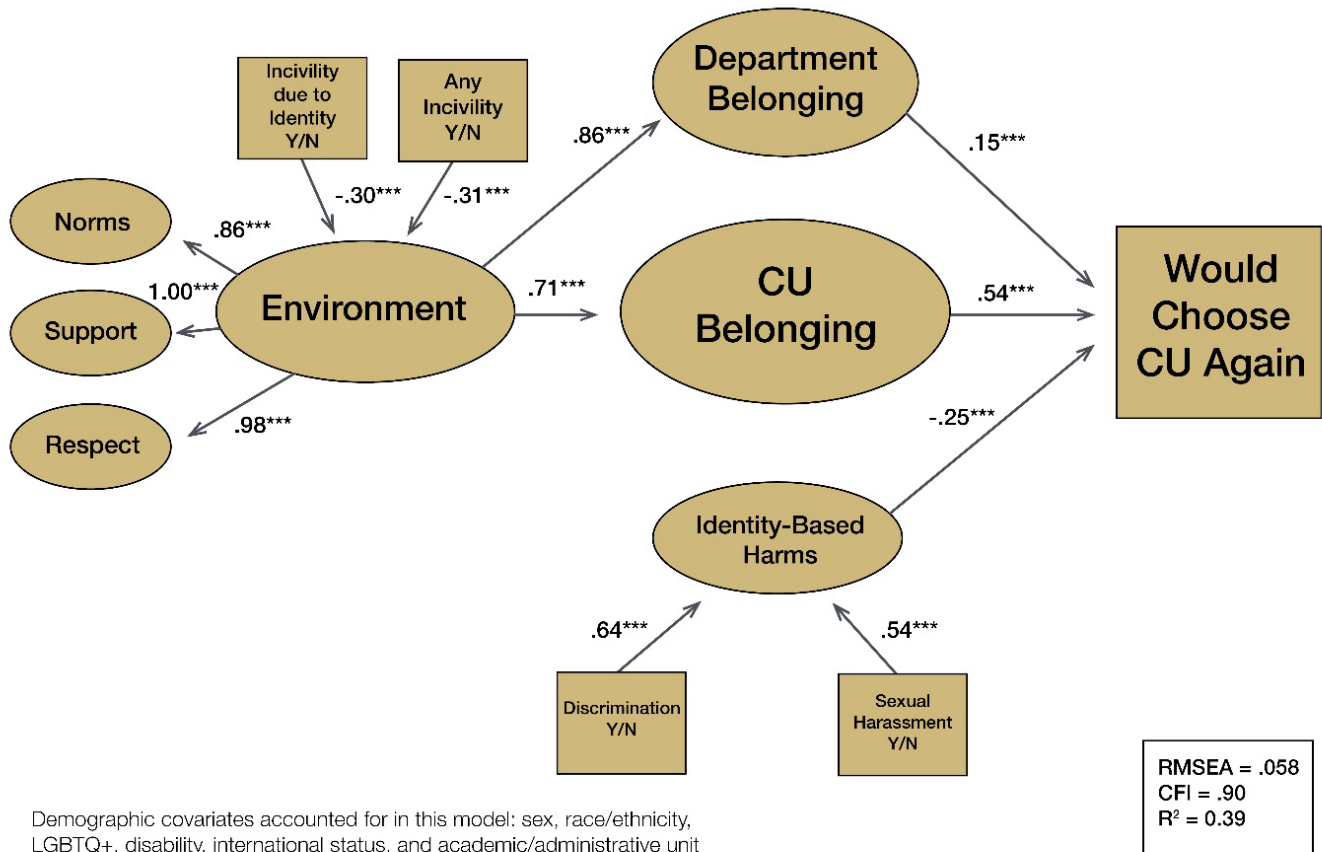 Incivility
due to
Identity
Y/N
Any
Incivility
Y/N
Department
Belonging
.86***
.15***
-.30***
-.31***
Norms
.86***
1.00***
Environment
.71***
CU
Belonging
.54***
Would
Choose
CU Again
Support
Respect
.98***
-.25***
Identity-Based
Harms
.64***
.54***
Discrimination
Y/N
Sexual
Harassment
Y/N
RMSEA = .058
CFI = .90
R² = 0.39
Demographic covariates accounted for in this model: sex, race/ethnicity,
LGBTQ+, disability, international status, and academic/administrative unit